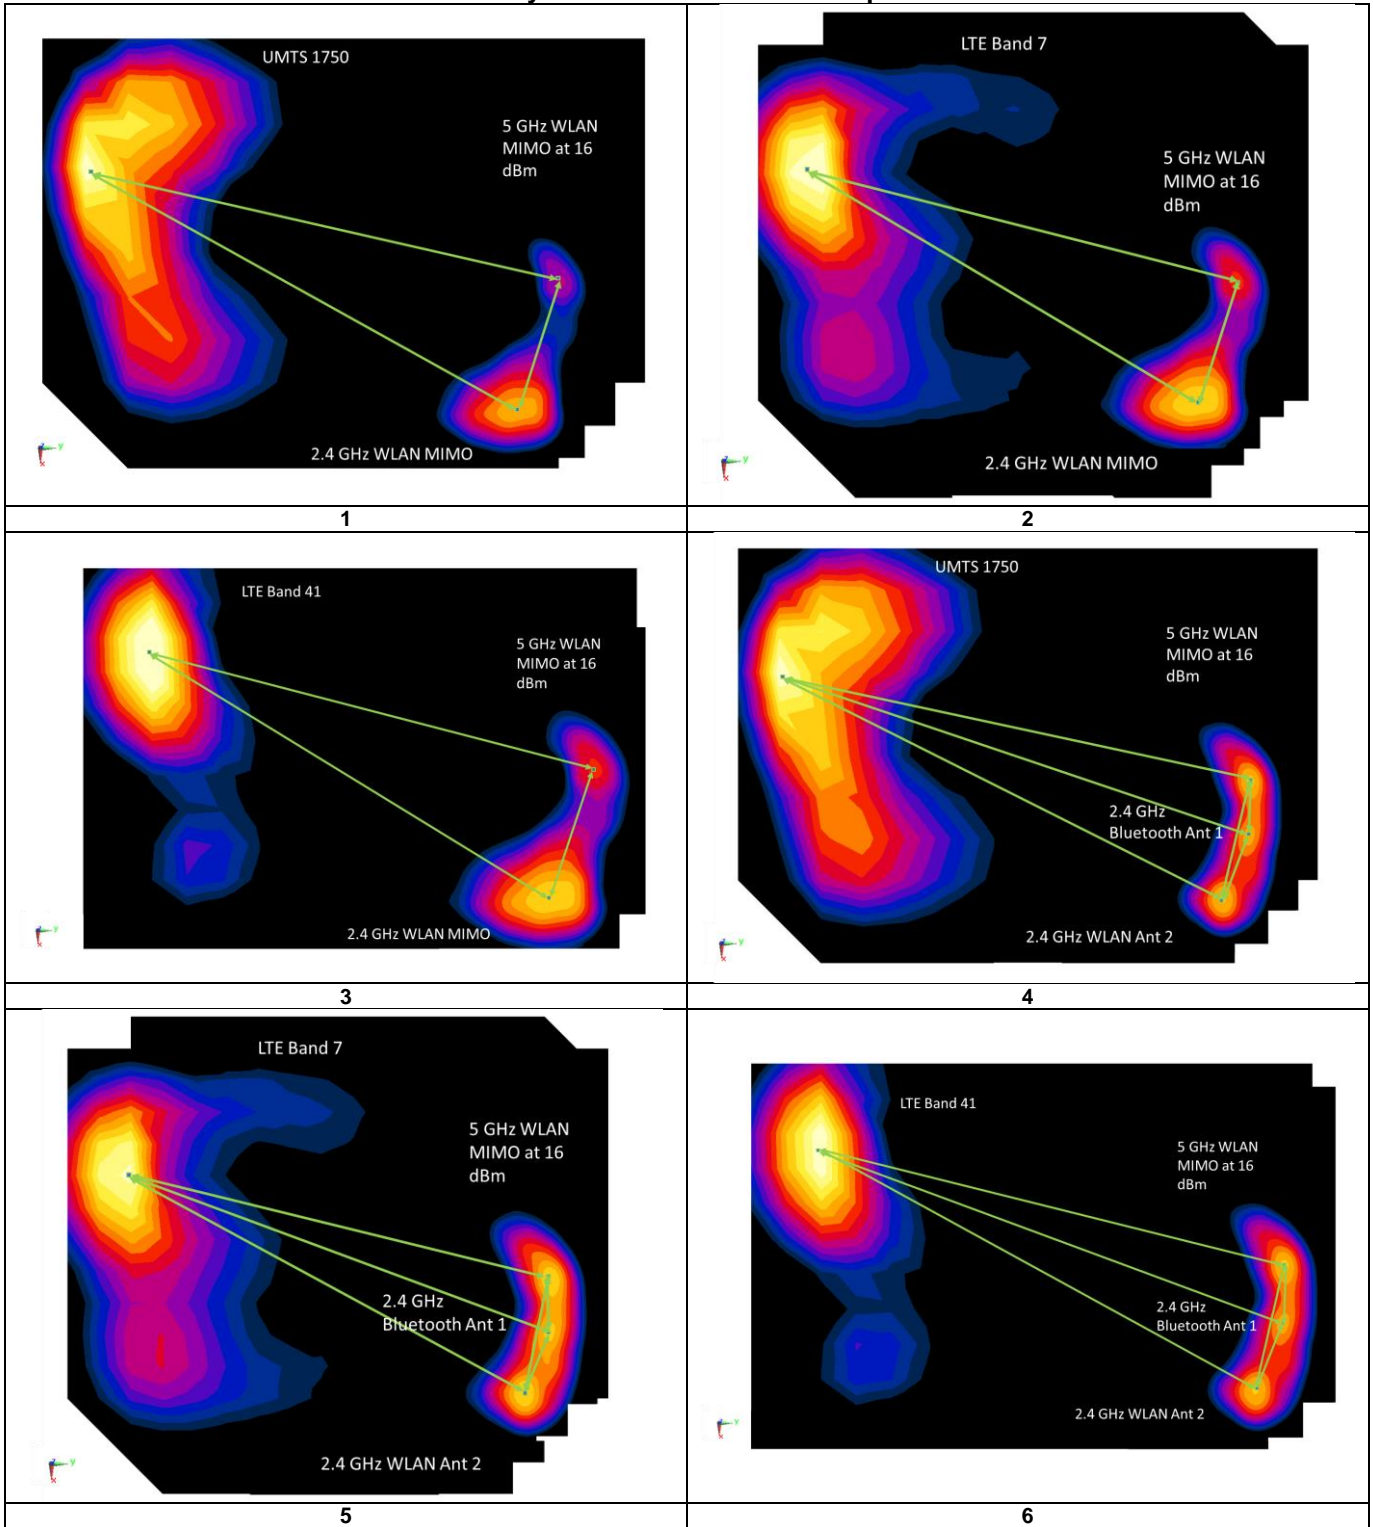 UMTS 1750
5 GHz WLAN
MIMO at 16
dBm
2.4 GHz WLAN MIMO
y
x
1
LTE Band 7
5 GHz WLAN
MIMO at 16
dBm
2.4 GHz WLAN MIMO
y
x
2
LTE Band 41
5 GHz WLAN
MIMO at 16
dBm
2.4 GHz WLAN MIMO
y
x
3
UMTS 1750
5 GHz WLAN
MIMO at 16
dBm
2.4 GHz
Bluetooth Ant 1
2.4 GHz WLAN Ant 2
y
x
4
LTE Band 7
5 GHz WLAN
MIMO at 16
dBm
2.4 GHz
Bluetooth Ant 1
2.4 GHz WLAN Ant 2
y
x
5
LTE Band 41
5 GHz WLAN
MIMO at 16
dBm
2.4 GHz
Bluetooth Ant 1
2.4 GHz WLAN Ant 2
y
x
6